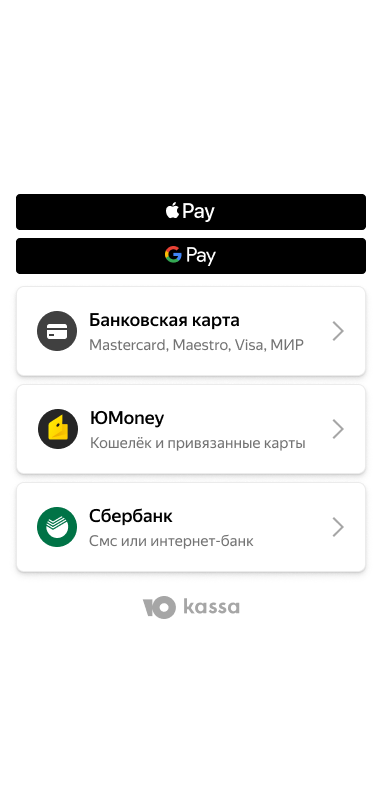 Pay
G Pay
Банковская карта
Mastercard, Maestro, Visa, МИР
ЮMoney
Кошелёк и привязанные карты
Сбербанк
Смс или интернет-банк
Ю kassa